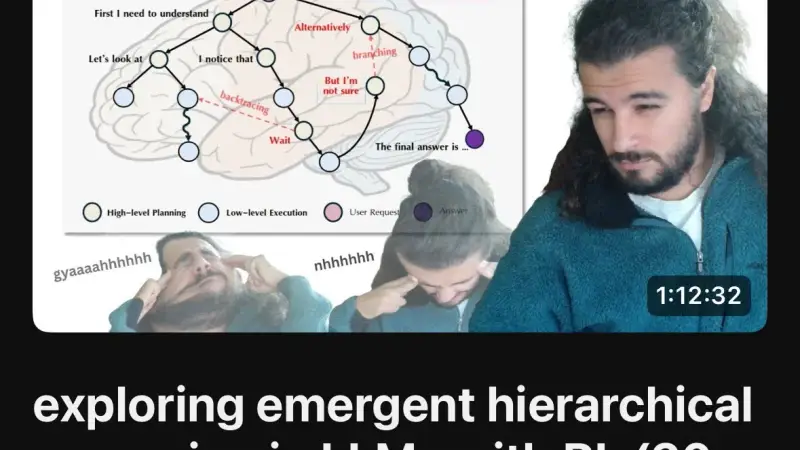 First I need to understand
Alternatively
Let's look at
I notice that
branching
But I'm
not sure
backtracing
Wait
The final answer is ...
High-level Planning
Low-level Execution
User Request
Answer
gyaaaahhhhhh
nhhhhhh
1:12:32
exploring emergent hierarchical